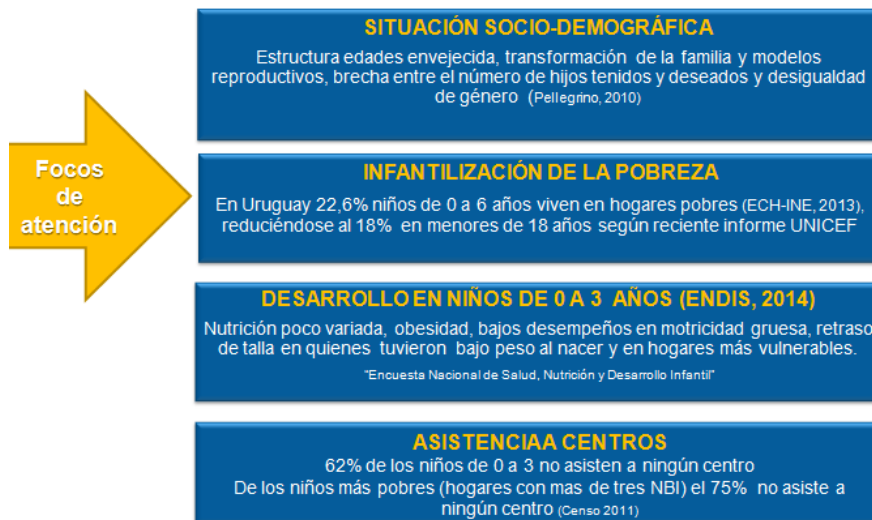 SITUACIÓN SOCIO-DEMOGRÁFICA
Estructura edades envejecida, transformación de la familia y modelos
reproductivos, brecha entre el número de hijos tenidos y deseados y desigualdad
de género (Pellegrino, 2010)
Focos
de
atención
INFANTILIZACIÓN DE LA POBREZA
En Uruguay 22,6% niños de 0 a 6 años viven en hogares pobres (ECH-INE, 2013),
reduciéndose al 18% en menores de 18 años según reciente informe UNICEF
DESARROLLO EN NIÑOS DE 0 A 3 AÑOS (ENDIS, 2014)
Nutrición poco variada, obesidad, bajos desempeños en motricidad gruesa, retraso
de talla en quienes tuvieron bajo peso al nacer y en hogares más vulnerables.
"Encuesta Nacional de Salud, Nutrición y Desarrollo Infantil"
ASISTENCIAA CENTROS
62% de los niños de 0 a 3 no asisten a ningún centro
De los niños más pobres (hogares con mas de tres NBI) el 75% no asiste a
ningún centro (Censo 2011)